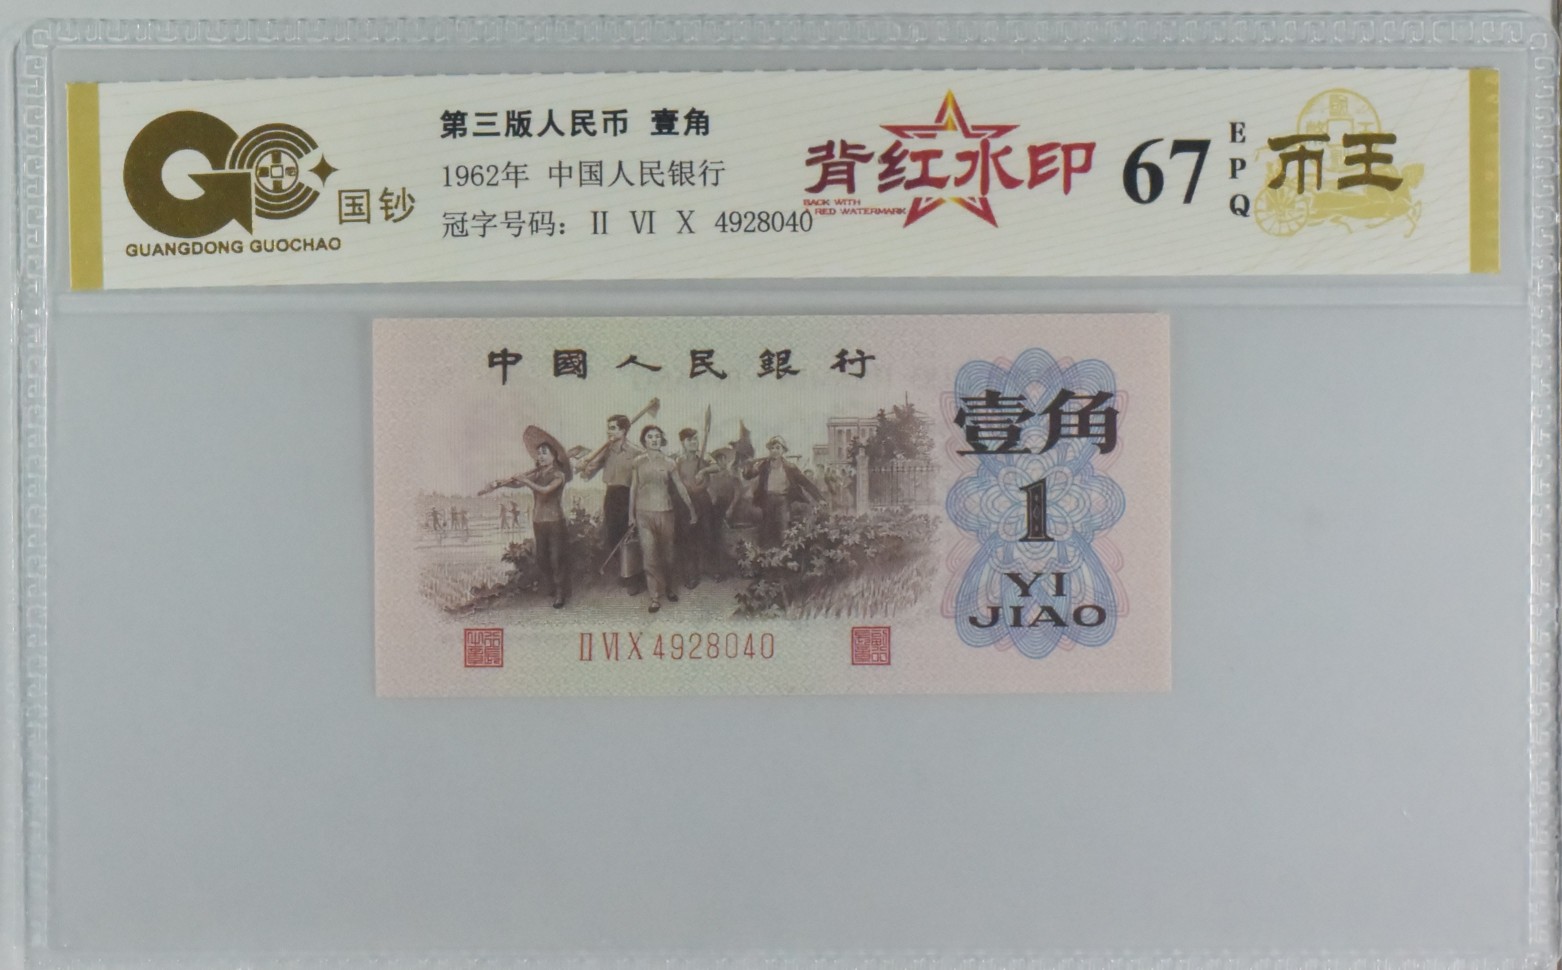 第三版人民币 壹角
1962年 中国人民银行
冠字号码: II VI X 4928040
国钞
GUANGDONG GUOCHAO
背红水印
BACK WITH
RED WATERMARK
67
EPQ
币王
中國人民銀行
壹角
1
YI
JIAO
II VI X 4928040